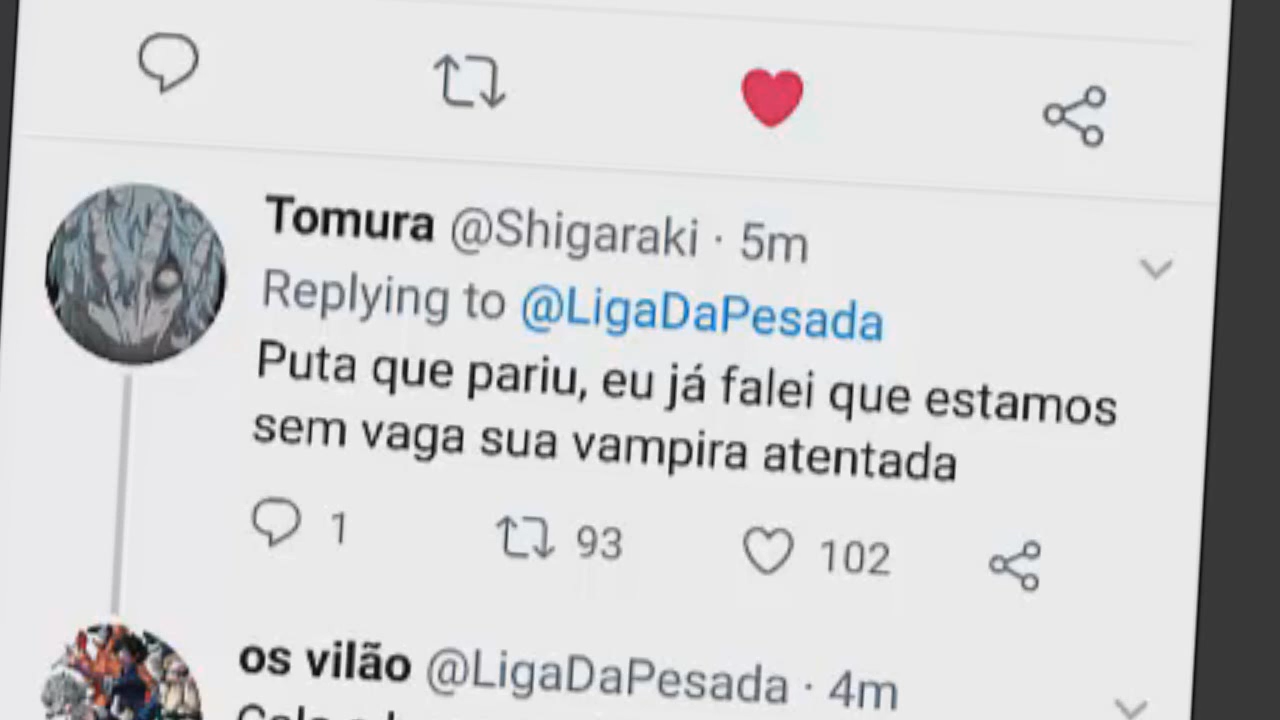 Tomura @Shigaraki · 5m
Replying to @LigaDaPesada
Puta que pariu, eu já falei que estamos
sem vaga sua vampira atentada
1 93 102
os vilão @LigaDaPesada · 4m